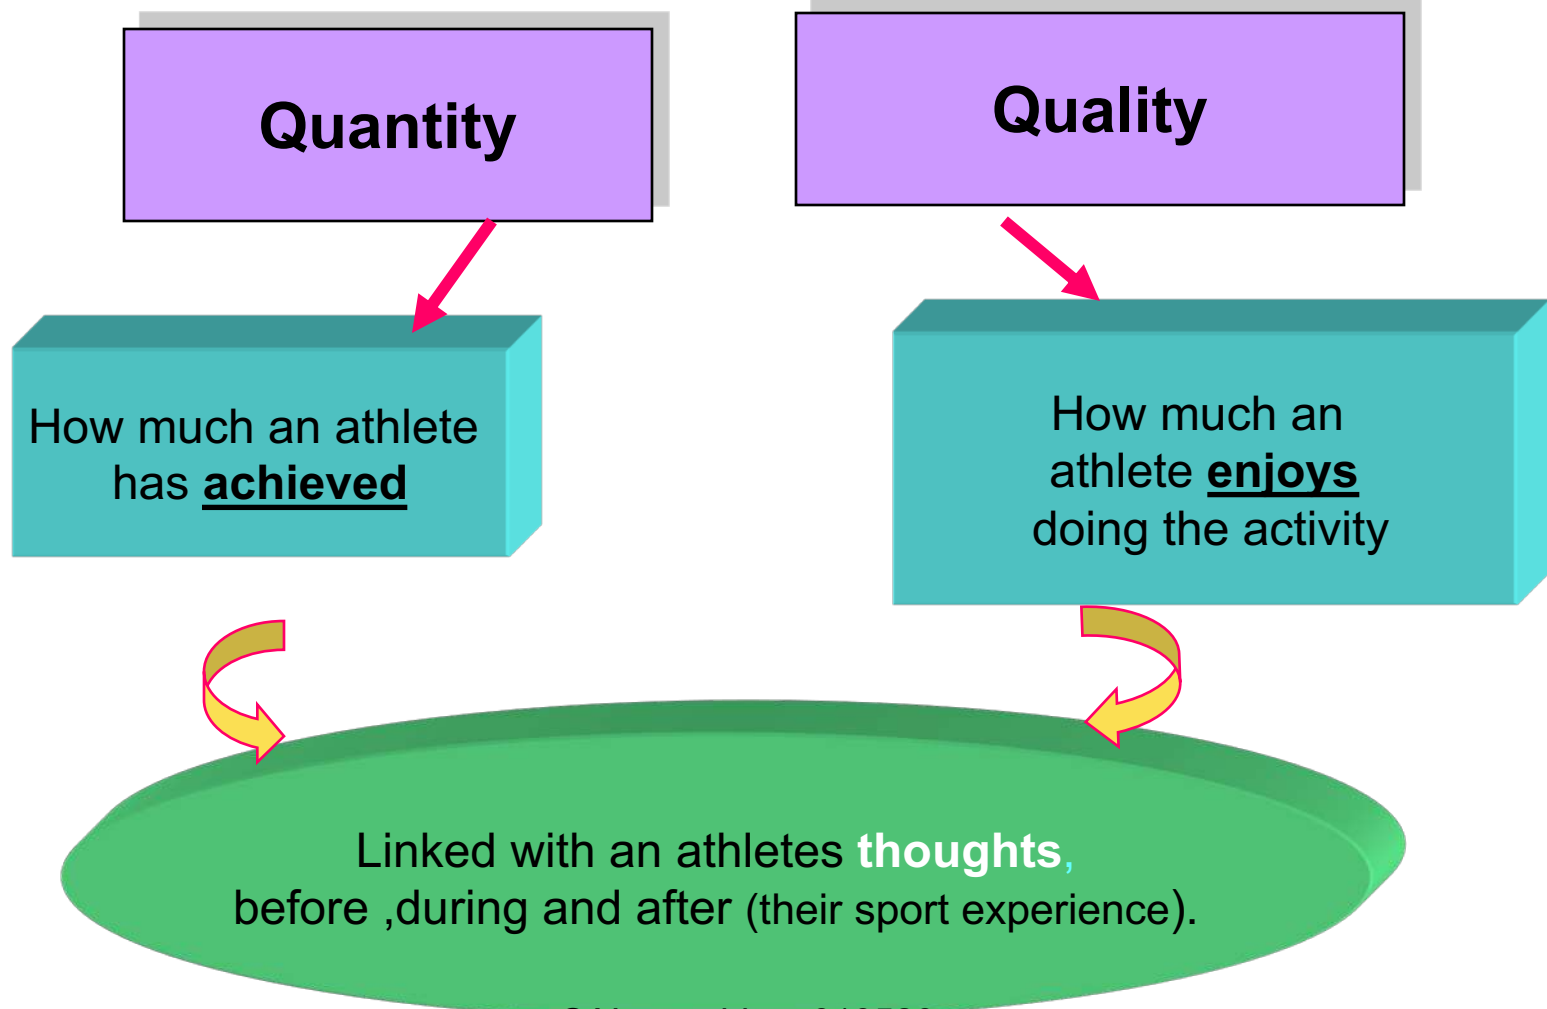 Quantity
Quality
How much an athlete
has achieved
How much an
athlete enjoys
doing the activity
Linked with an athletes thoughts,
before ,during and after (their sport experience).